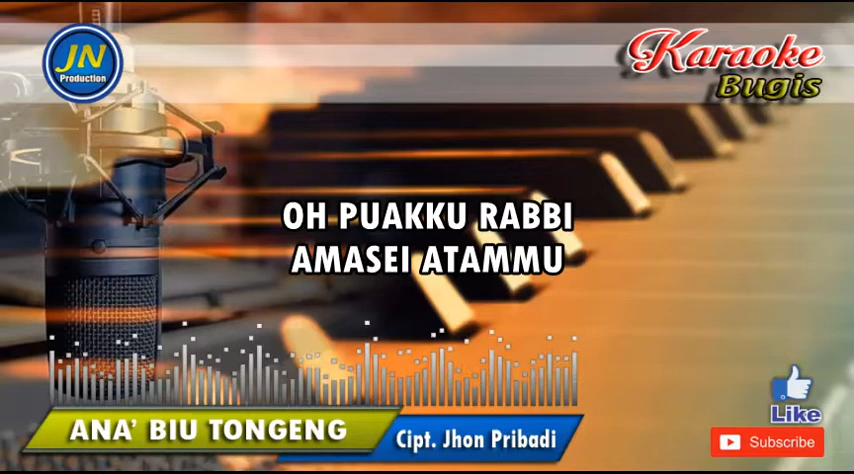 JN
Production
Karaoke
Bugis
OH PUAKKU RABBI
AMASEI ATAMMU
ANA' BIU TONGENG
Cipt. Jhon Pribadi
Like
Subscribe